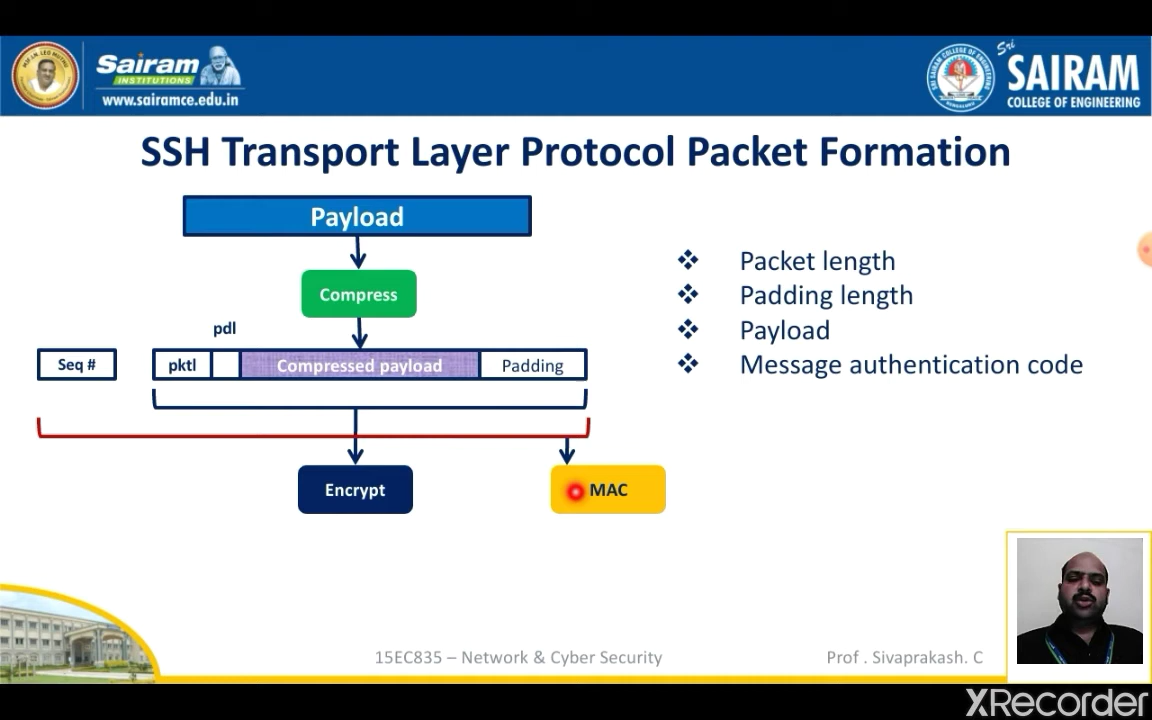 Sairam
INSTITUTIONS
www.sairamce.edu.in
Sri
SAIRAM
COLLEGE OF ENGINEERING
SSH Transport Layer Protocol Packet Formation
Payload
Compress
pdl
Seq #
pktl
Compressed payload
Padding
Encrypt
MAC
❖ Packet length
❖ Padding length
❖ Payload
❖ Message authentication code
15EC835 – Network & Cyber Security
Prof . Sivaprakash. C
XRecorder